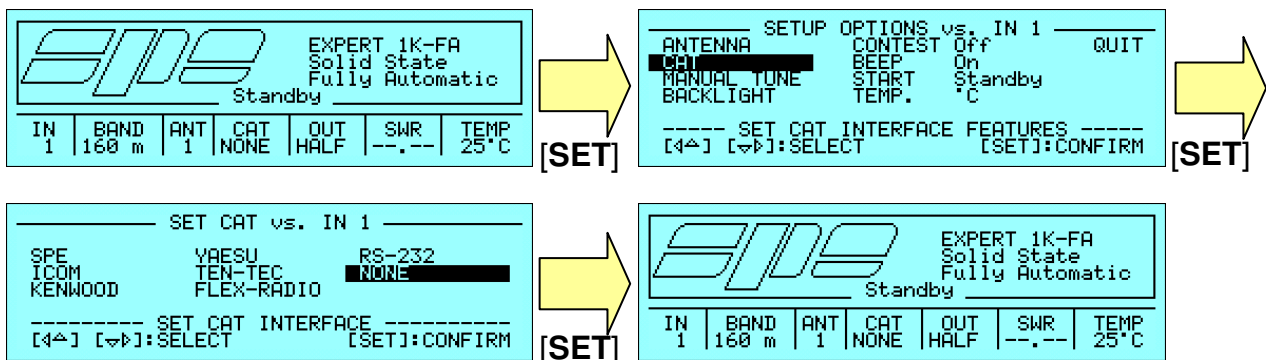 spe
EXPERT 1K-FA
Solid State
Fully Automatic
Standby
IN BAND ANT CAT OUT SWR TEMP
1 160 m 1 NONE HALF --.-- 25°C
[SET]
SETUP OPTIONS vs. IN 1
ANTENNA CONTEST Off QUIT
CAT BEEP On
MANUAL TUNE START Standby
BACKLIGHT TEMP. °C
----- SET CAT INTERFACE FEATURES -----
[◁△] [▽▷]:SELECT [SET]:CONFIRM
[SET]
SET CAT vs. IN 1
SPE YAESU RS-232
ICOM TEN-TEC NONE
KENWOOD FLEX-RADIO
--------- SET CAT INTERFACE ----------
[◁△] [▽▷]:SELECT [SET]:CONFIRM
[SET]
spe
EXPERT 1K-FA
Solid State
Fully Automatic
Standby
IN BAND ANT CAT OUT SWR TEMP
1 160 m 1 NONE HALF --.-- 25°C